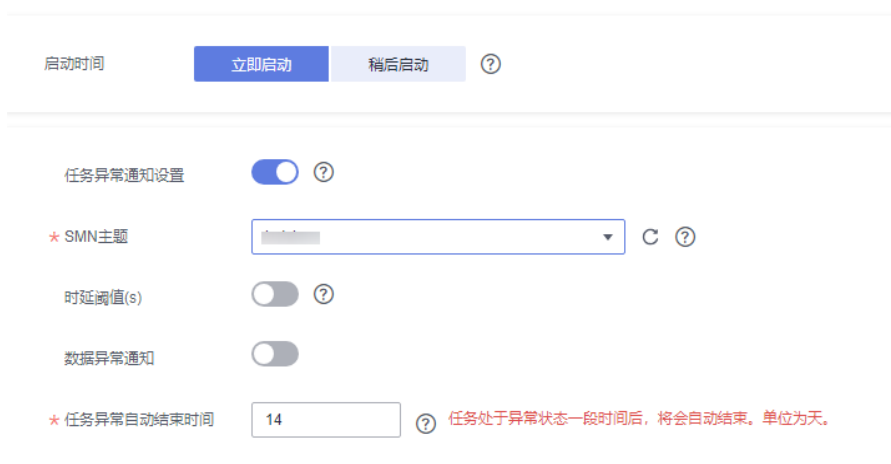 启动时间 立即启动 稍后启动 ?
任务异常通知设置 ?
* SMN主题 ?
时延阈值(s) ?
数据异常通知
* 任务异常自动结束时间 14 ? 任务处于异常状态一段时间后，将会自动结束。单位为天。